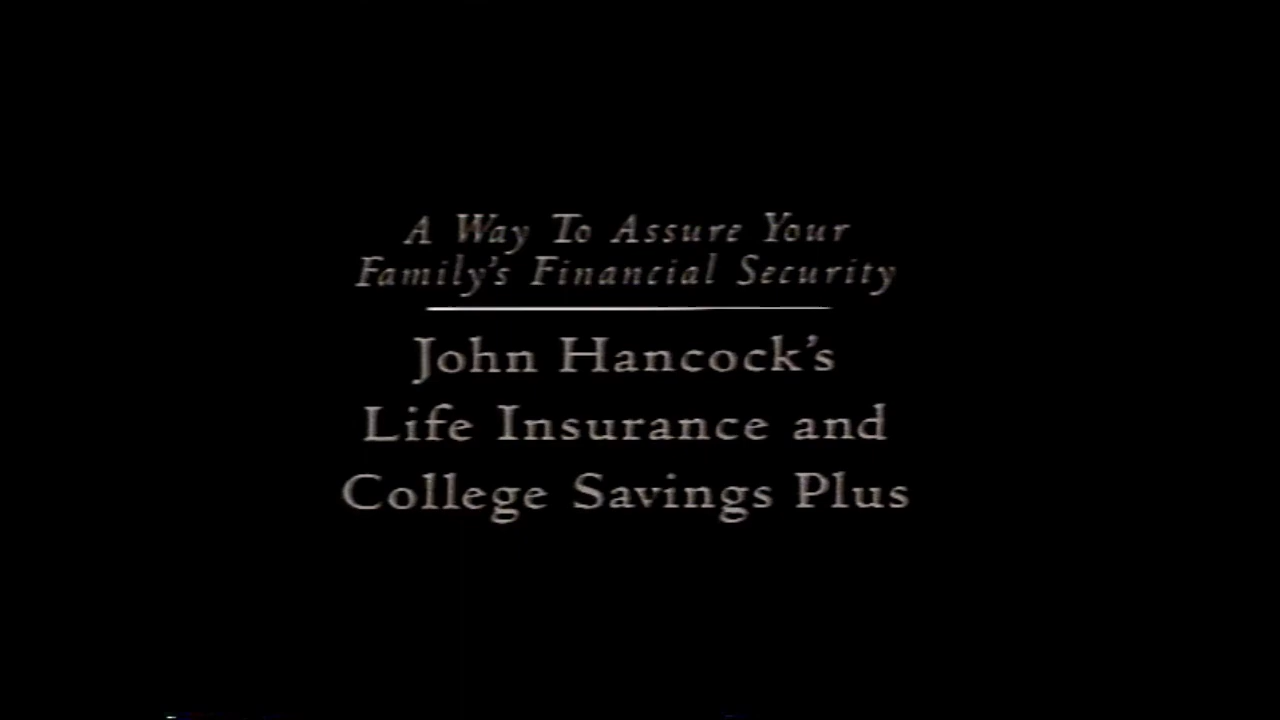 A Way To Assure Your
Family's Financial Security
John Hancock's
Life Insurance and
College Savings Plus